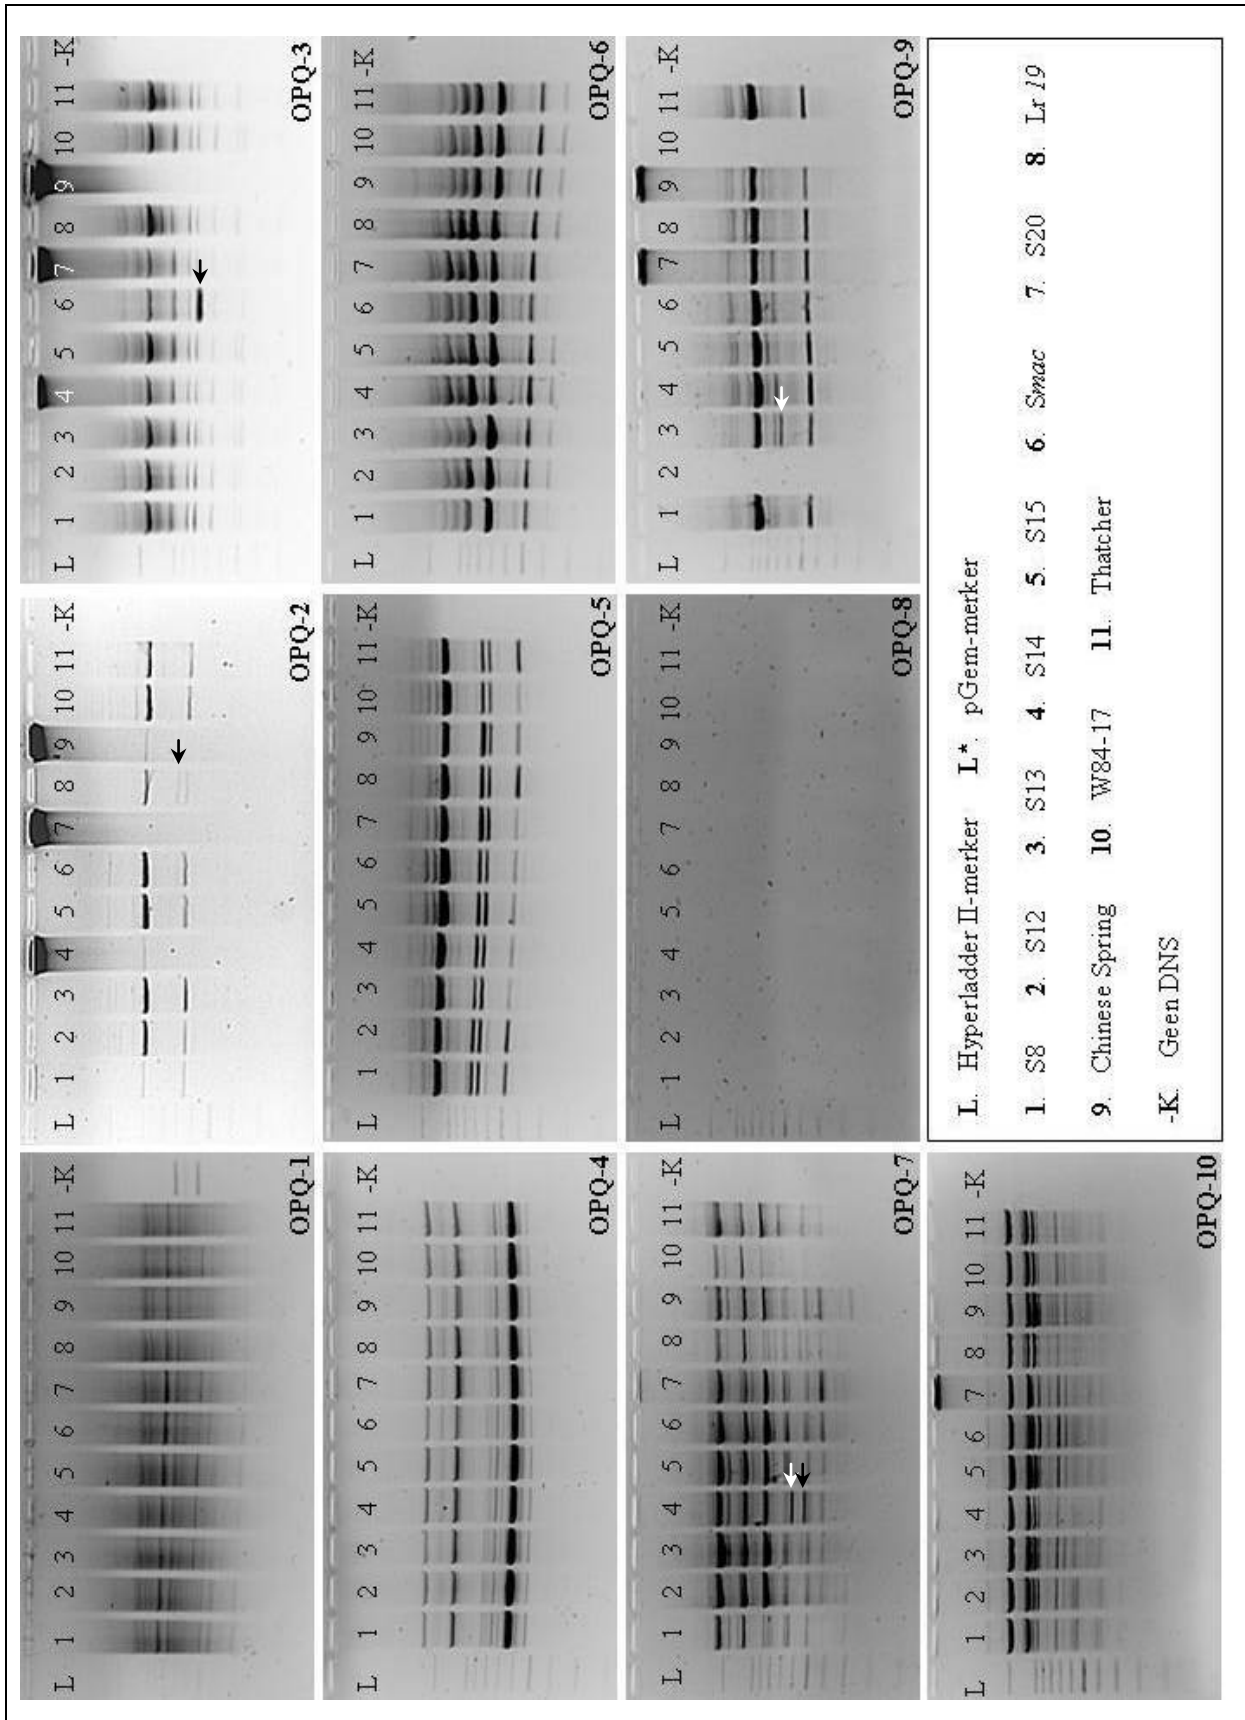 L 1 2 3 4 5 6 7 8 9 10 11 -K
OPQ-1
L 1 2 3 4 5 6 7 8 9 10 11 -K
OPQ-2
L 1 2 3 4 5 6 7 8 9 10 11 -K
OPQ-3
L 1 2 3 4 5 6 7 8 9 10 11 -K
OPQ-4
L 1 2 3 4 5 6 7 8 9 10 11 -K
OPQ-5
L 1 2 3 4 5 6 7 8 9 10 11 -K
OPQ-6
L 1 2 3 4 5 6 7 8 9 10 11 -K
OPQ-7
L 1 2 3 4 5 6 7 8 9 10 11 -K
OPQ-8
L 1 2 3 4 5 6 7 8 9 10 11 -K
OPQ-9
L 1 2 3 4 5 6 7 8 9 10 11 -K
OPQ-10
L. Hyperladder II-merker L*. pGem-merker
1. S8 2. S12 3. S13 4. S14 5. S15 6. Smac 7. S20 8. Lr 19
9. Chinese Spring 10. W84-17 11. Thatcher
-K. Geen DNS